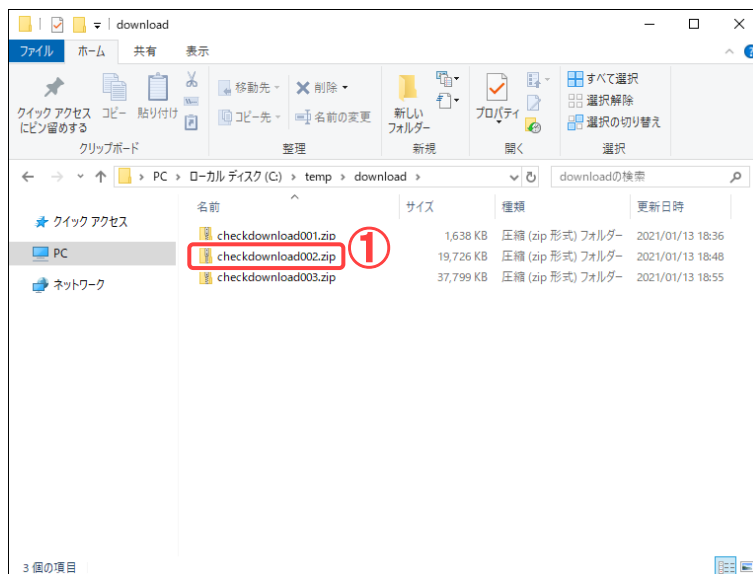 download
ファイル ホーム 共有 表示
クイック アクセス
にピン留めする
コピー
貼り付け
クリップボード
移動先
コピー先
削除
名前の変更
整理
新しい
フォルダー
新規
プロパティ
開く
すべて選択
選択解除
選択の切り替え
選択
PC › ローカル ディスク (C:) › temp › download ›
downloadの検索
クイック アクセス
PC
ネットワーク
名前 サイズ 種類 更新日時
checkdownload001.zip 1,638 KB 圧縮 (zip 形式) フォルダー 2021/01/13 18:36
checkdownload002.zip ① 19,726 KB 圧縮 (zip 形式) フォルダー 2021/01/13 18:48
checkdownload003.zip 37,799 KB 圧縮 (zip 形式) フォルダー 2021/01/13 18:55
3 個の項目